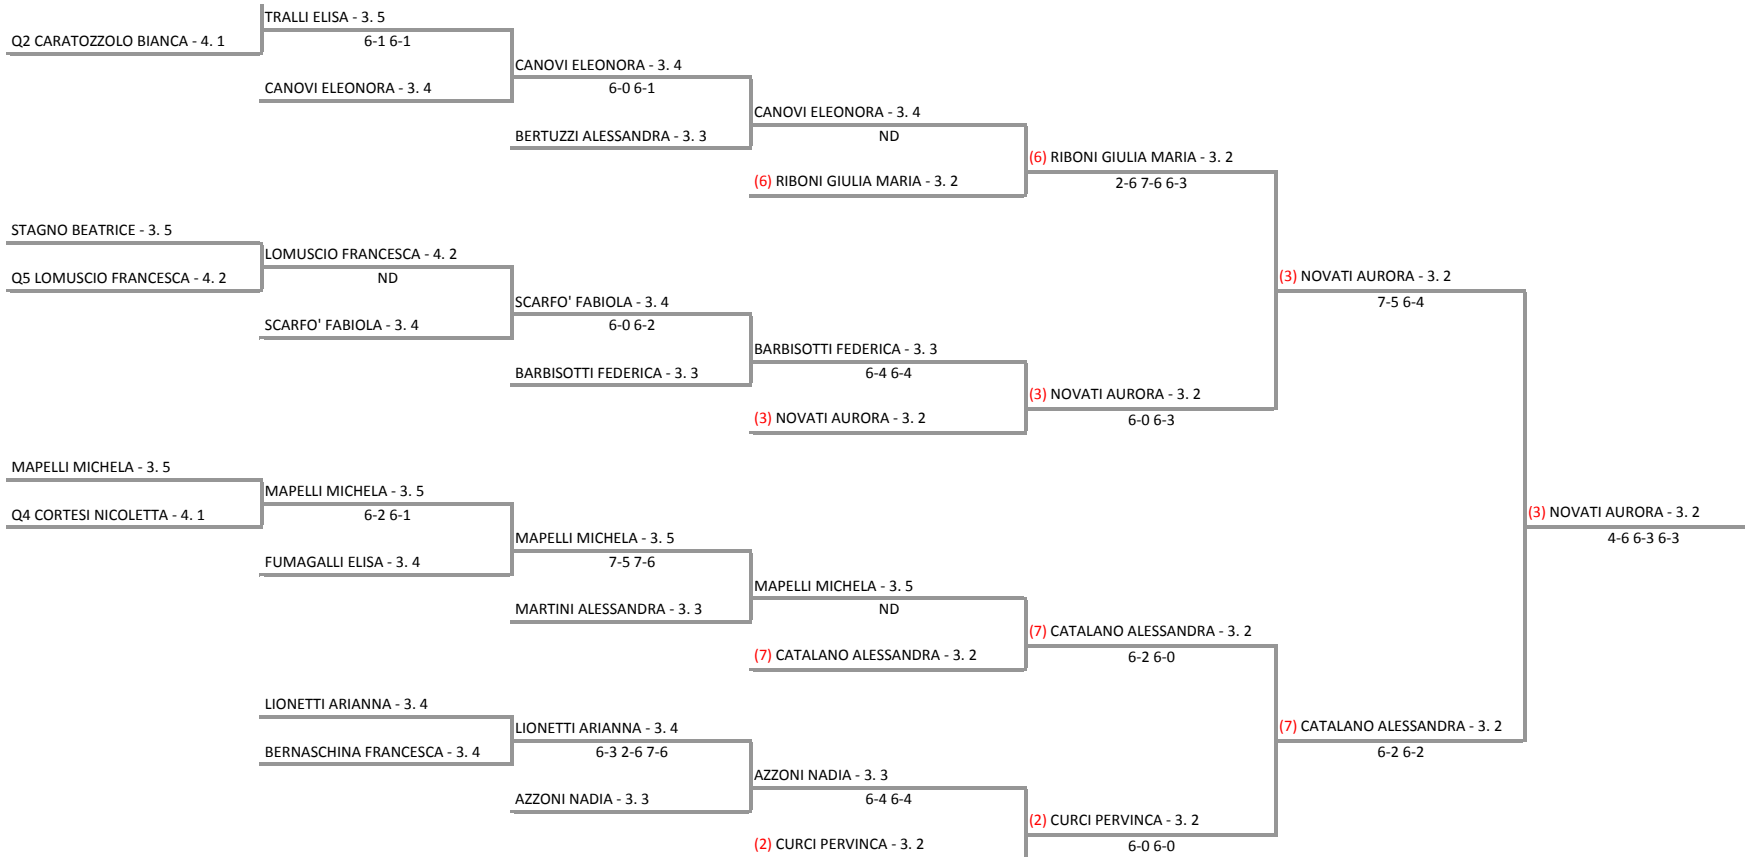 TRALLI ELISA - 3. 5
Q2 CARATOZZOLO BIANCA - 4. 1
6-1 6-1
CANOVI ELEONORA - 3. 4
CANOVI ELEONORA - 3. 4
6-0 6-1
CANOVI ELEONORA - 3. 4
BERTUZZI ALESSANDRA - 3. 3
ND
(6) RIBONI GIULIA MARIA - 3. 2
(6) RIBONI GIULIA MARIA - 3. 2
2-6 7-6 6-3
STAGNO BEATRICE - 3. 5
LOMUSCIO FRANCESCA - 4. 2
Q5 LOMUSCIO FRANCESCA - 4. 2
ND
(3) NOVATI AURORA - 3. 2
7-5 6-4
SCARFO' FABIOLA - 3. 4
SCARFO' FABIOLA - 3. 4
6-0 6-2
BARBISOTTI FEDERICA - 3. 3
BARBISOTTI FEDERICA - 3. 3
6-4 6-4
(3) NOVATI AURORA - 3. 2
(3) NOVATI AURORA - 3. 2
6-0 6-3
MAPELLI MICHELA - 3. 5
MAPELLI MICHELA - 3. 5
Q4 CORTESI NICOLETTA - 4. 1
6-2 6-1
(3) NOVATI AURORA - 3. 2
4-6 6-3 6-3
MAPELLI MICHELA - 3. 5
FUMAGALLI ELISA - 3. 4
7-5 7-6
MAPELLI MICHELA - 3. 5
MARTINI ALESSANDRA - 3. 3
ND
(7) CATALANO ALESSANDRA - 3. 2
(7) CATALANO ALESSANDRA - 3. 2
6-2 6-0
LIONETTI ARIANNA - 3. 4
LIONETTI ARIANNA - 3. 4
(7) CATALANO ALESSANDRA - 3. 2
BERNASCHINA FRANCESCA - 3. 4
6-3 2-6 7-6
6-2 6-2
AZZONI NADIA - 3. 3
AZZONI NADIA - 3. 3
6-4 6-4
(2) CURCI PERVINCA - 3. 2
(2) CURCI PERVINCA - 3. 2
6-0 6-0